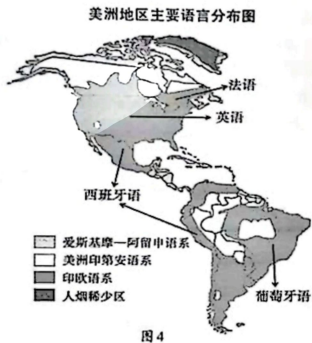 美洲地区主要语言分布图
法语
英语
西班牙语
爱斯基摩—阿留申语系
美洲印第安语系
印欧语系
人烟稀少区
葡萄牙语
图4